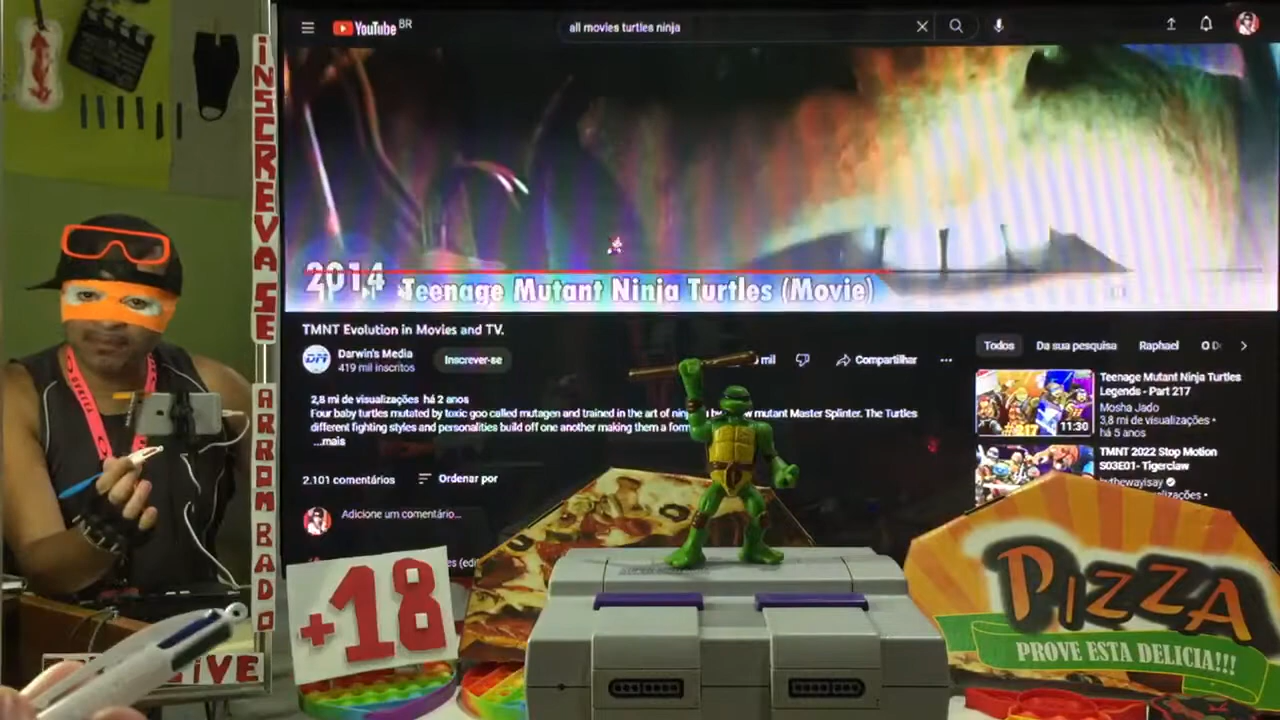 INSCREVA SE
ARROMBADO
LIVE
YouTube BR
all movies turtles ninja
2014 Teenage Mutant Ninja Turtles (Movie)
TMNT Evolution in Movies and TV.
DM
Darwin's Media
419 mil inscritos
Inscrever-se
mil
Compartilhar
2,8 mi de visualizações há 2 anos
Four baby turtles mutated by toxic goo called mutagen and trained in the art of mutant Master Splinter. The Turtles
different fighting styles and personalities build off one another making them a
...mais
2.101 comentários
Ordenar por
Adicione um comentário...
Todos
Da sua pesquisa
Raphael
Teenage Mutant Ninja Turtles
Legends - Part 217
Mosha Jado
3,8 mi de visualizações •
há 5 anos
11:30
TMNT 2022 Stop Motion
S03E01- Tigerclaw
+18
PIZZA
PROVE ESTA DELICIA!!!